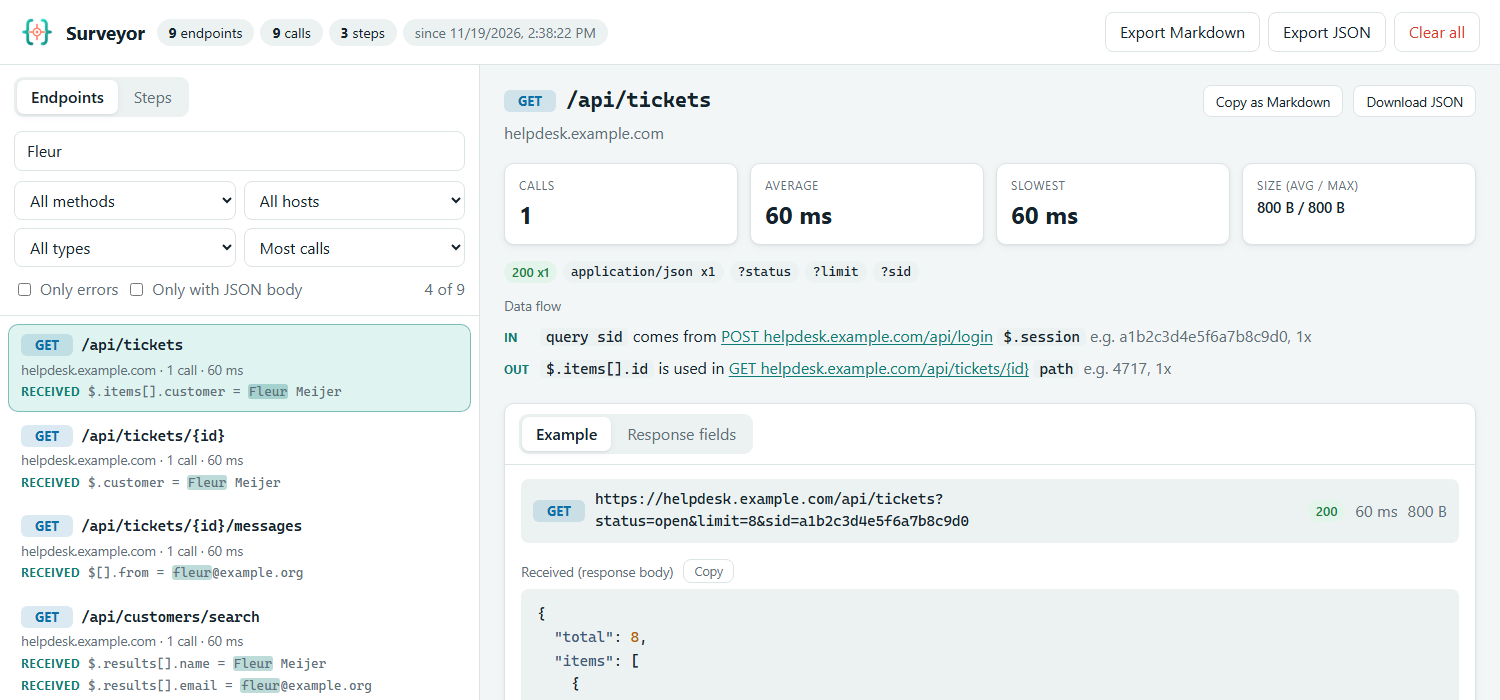 Surveyor 9 endpoints 9 calls 3 steps since 11/19/2026, 2:38:22 PM Export Markdown Export JSON Clear all
Endpoints Steps
Fleur
All methods All hosts
All types Most calls
Only errors Only with JSON body 4 of 9
GET /api/tickets
helpdesk.example.com · 1 call · 60 ms
RECEIVED $.items[].customer = Fleur Meijer
GET /api/tickets/{id}
helpdesk.example.com · 1 call · 60 ms
RECEIVED $.customer = Fleur Meijer
GET /api/tickets/{id}/messages
helpdesk.example.com · 1 call · 60 ms
RECEIVED $[].from = fleur@example.org
GET /api/customers/search
helpdesk.example.com · 1 call · 60 ms
RECEIVED $.results[].name = Fleur Meijer
RECEIVED $.results[].email = fleur@example.org
GET /api/tickets Copy as Markdown Download JSON
helpdesk.example.com
CALLS AVERAGE SLOWEST SIZE (AVG / MAX)
1 60 ms 60 ms 800 B / 800 B
200 x1 application/json x1 ?status ?limit ?sid
Data flow
IN query sid comes from POST helpdesk.example.com/api/login $.session e.g. a1b2c3d4e5f6a7b8c9d0, 1x
OUT $.items[].id is used in GET helpdesk.example.com/api/tickets/{id} path e.g. 4717, 1x
Example Response fields
GET https://helpdesk.example.com/api/tickets?
status=open&limit=8&sid=a1b2c3d4e5f6a7b8c9d0 200 60 ms 800 B
Received (response body) Copy
{
"total": 8,
"items": [
{